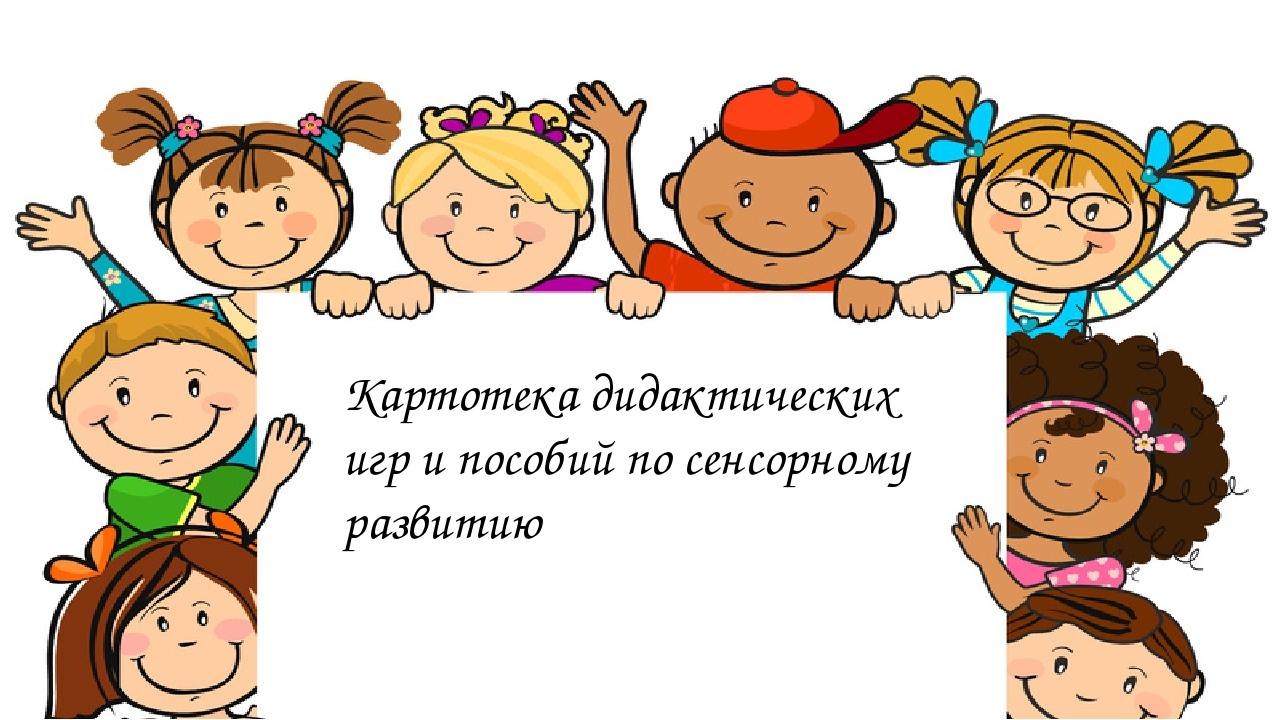 Картотека дидактических
игр и пособий по сенсорному
развитию